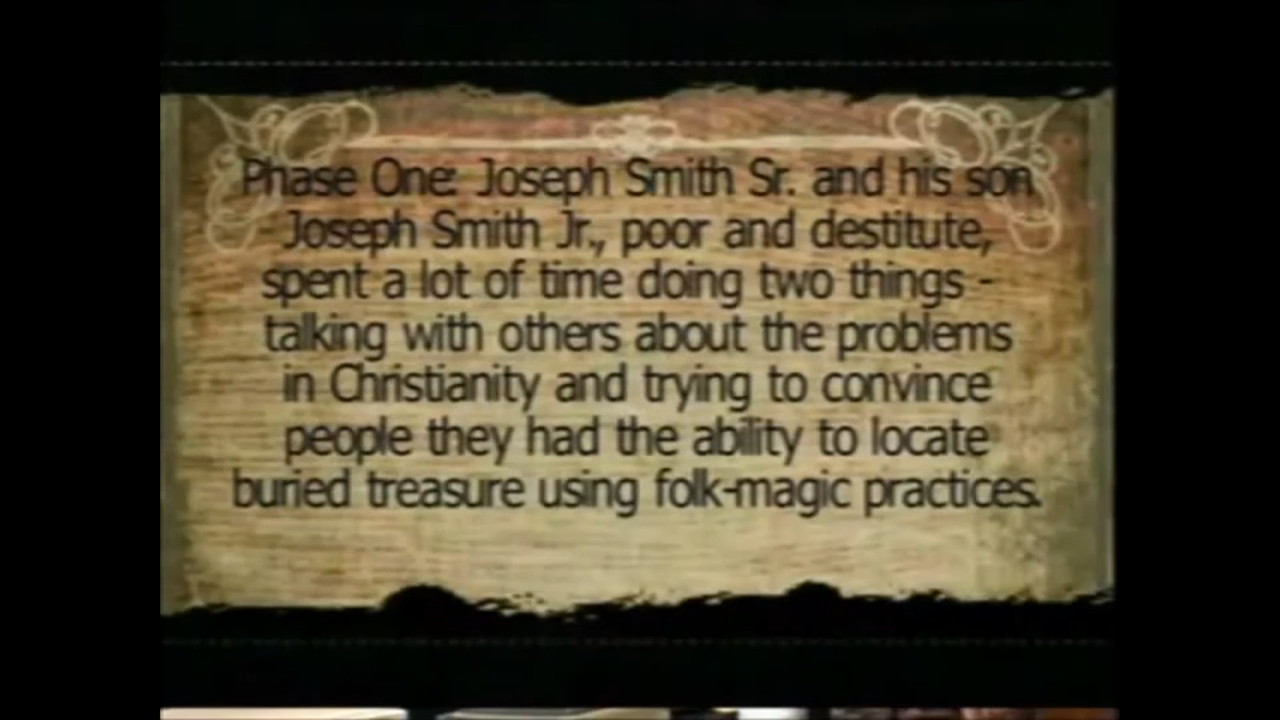 Phase One: Joseph Smith Sr. and his son
Joseph Smith Jr., poor and destitute,
spent a lot of time doing two things -
talking with others about the problems
in Christianity and trying to convince
people they had the ability to locate
buried treasure using folk-magic practices.